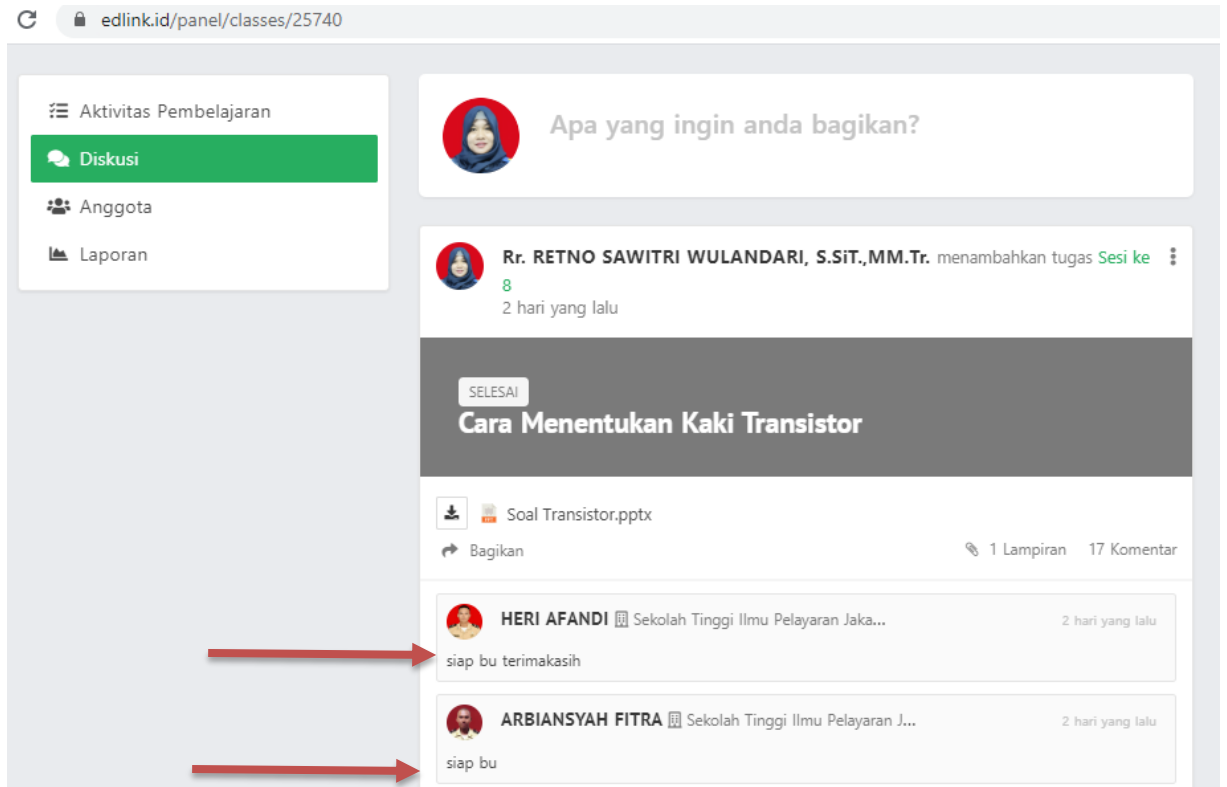 edlink.id/panel/classes/25740
Aktivitas Pembelajaran
Diskusi
Anggota
Laporan
Apa yang ingin anda bagikan?
Rr. RETNO SAWITRI WULANDARI, S.SiT.,MM.Tr. menambahkan tugas Sesi ke
8
2 hari yang lalu
SELESAI
Cara Menentukan Kaki Transistor
Soal Transistor.pptx
Bagikan 1 Lampiran 17 Komentar
HERI AFANDI Sekolah Tinggi Ilmu Pelayaran Jaka... 2 hari yang lalu
siap bu terimakasih
ARBIANSYAH FITRA Sekolah Tinggi Ilmu Pelayaran J... 2 hari yang lalu
siap bu